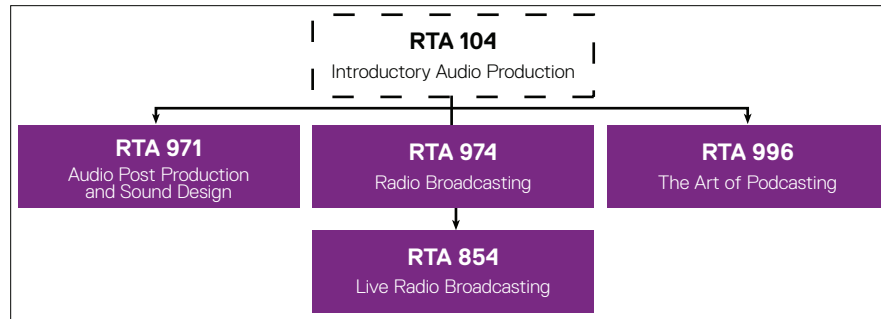 RTA 104
Introductory Audio Production
RTA 971
Audio Post Production
and Sound Design
RTA 974
Radio Broadcasting
RTA 996
The Art of Podcasting
RTA 854
Live Radio Broadcasting